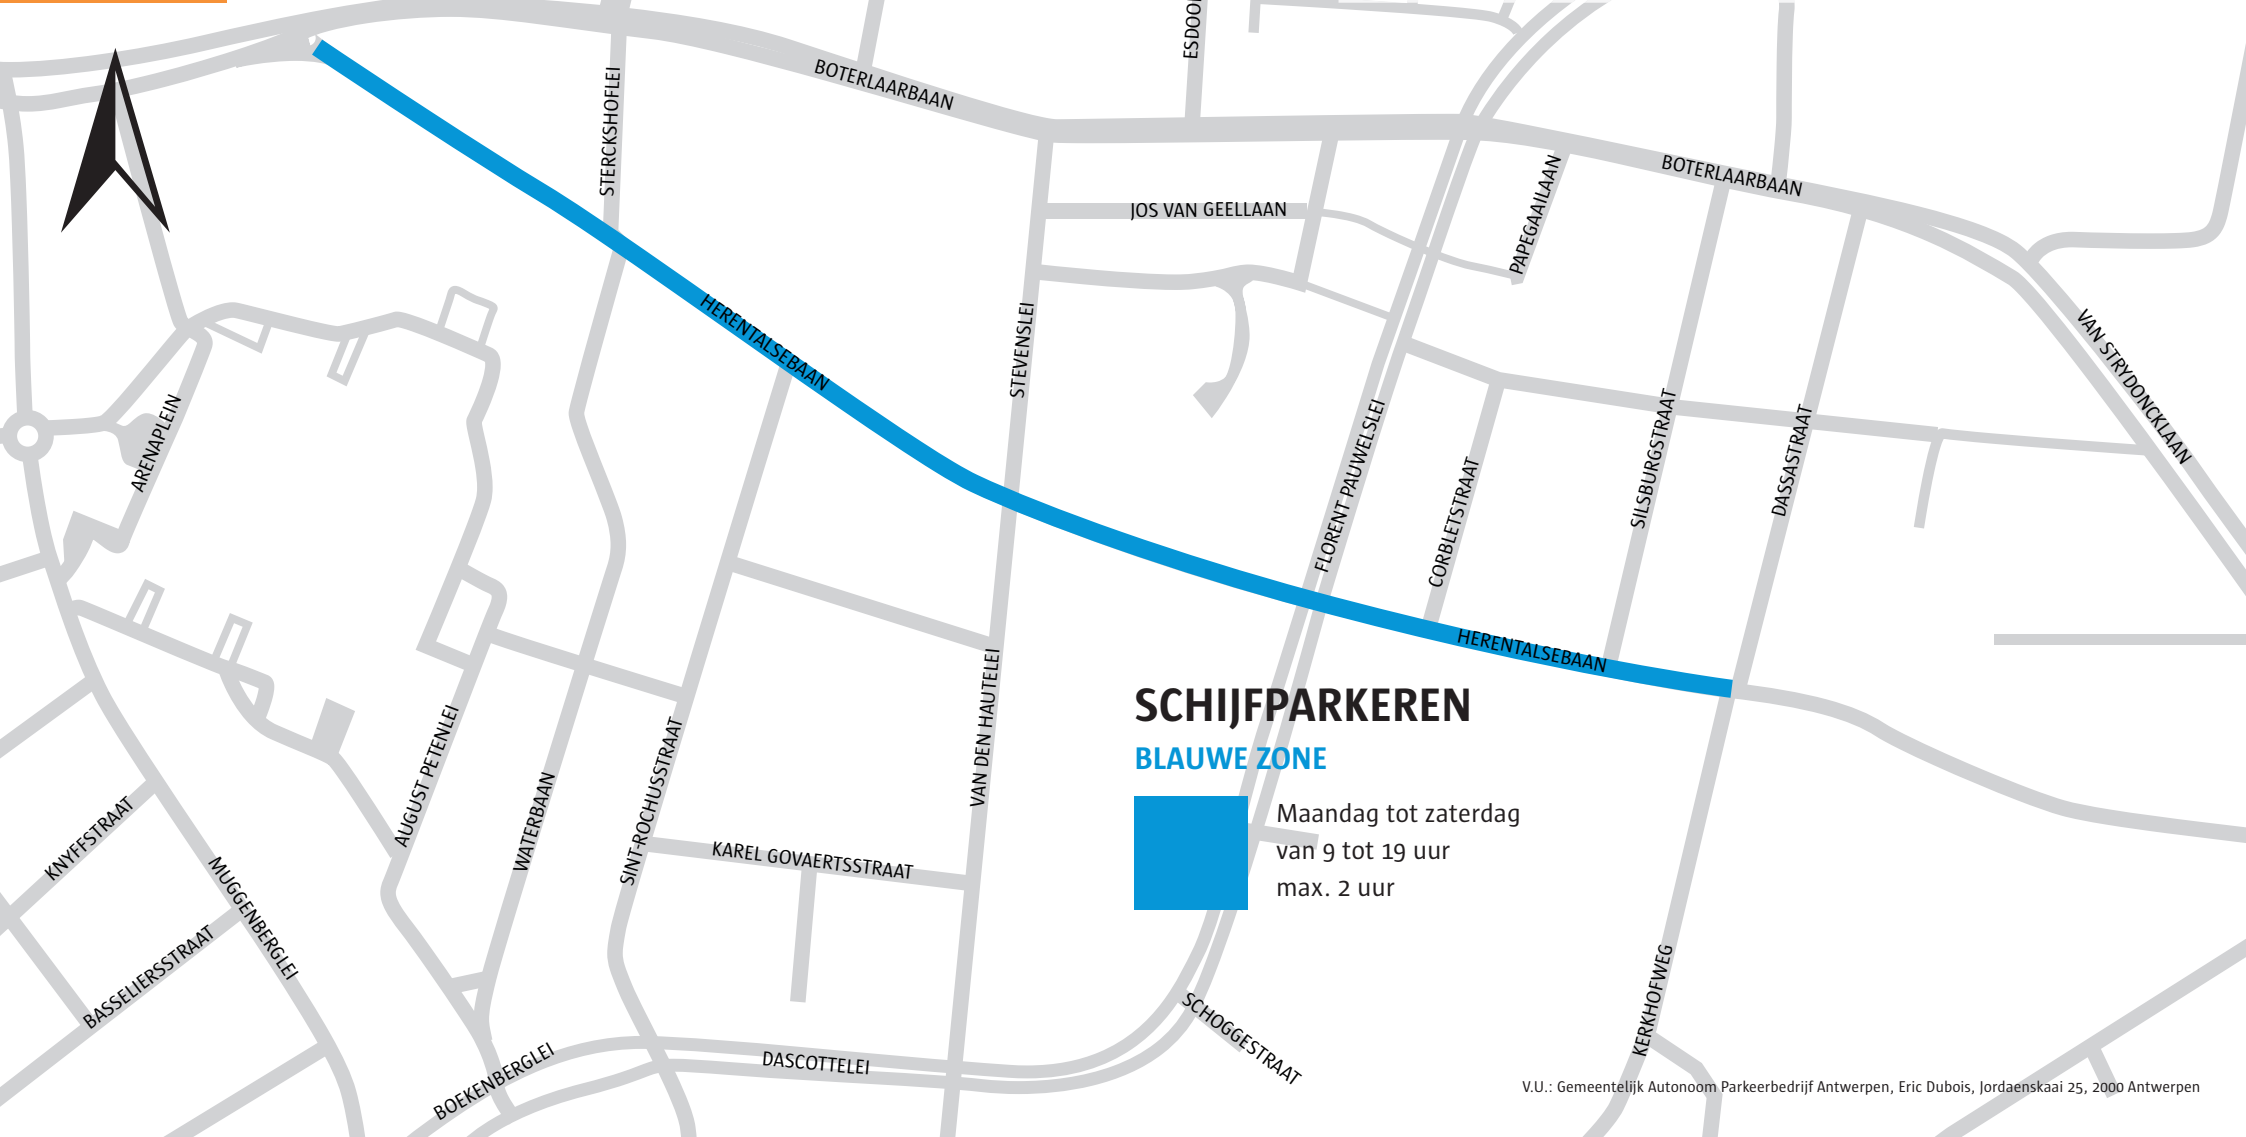 ESDOO
STERCKSHOFLEI
BOTERLAARBAAN
BOTERLAARBAAN
JOS VAN GEELLAAN
PAPEGAAILAAN
HERENTALSEBAAN
STEVENSLEI
VAN STRYDONCKLAAN
ARENAPLEIN
FLORENT PAUWELSLEI
CORBLETSTRAAT
SILSBURGSTRAAT
DASSASTRAAT
HERENTALSEBAAN
SCHIJFPARKEREN
BLAUWE ZONE
Maandag tot zaterdag
van 9 tot 19 uur
max. 2 uur
AUGUST PETENLEI
WATERBAAN
SINT-ROCHUSSTRAAT
VAN DEN HAUTELEI
KNYFFSTRAAT
MUGGENBERGLEI
KAREL GOVAERTSSTRAAT
BASSELIERSSTRAAT
KERKHOFWEG
SCHOGGESTRAAT
BOEKENBERGLEI
DASCOTTELEI
V.U.: Gemeentelijk Autonoom Parkeerbedrijf Antwerpen, Eric Dubois, Jordaenskaai 25, 2000 Antwerpen